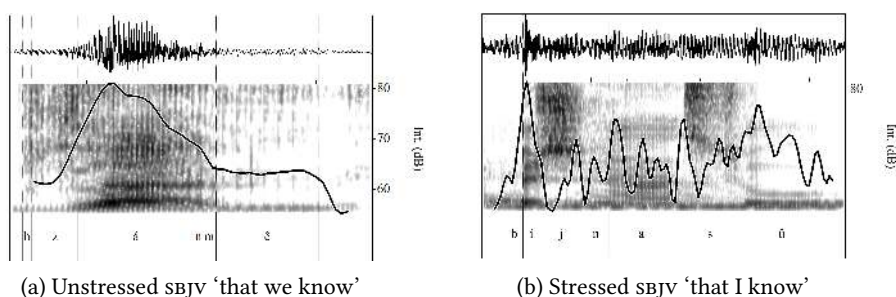 80
70
60
Int. (dB)
h z á n m ē
(a) Unstressed SBJV ‘that we know’
80
Int. (dB)
b i j n a s ū
(b) Stressed SBJV ‘that I know’